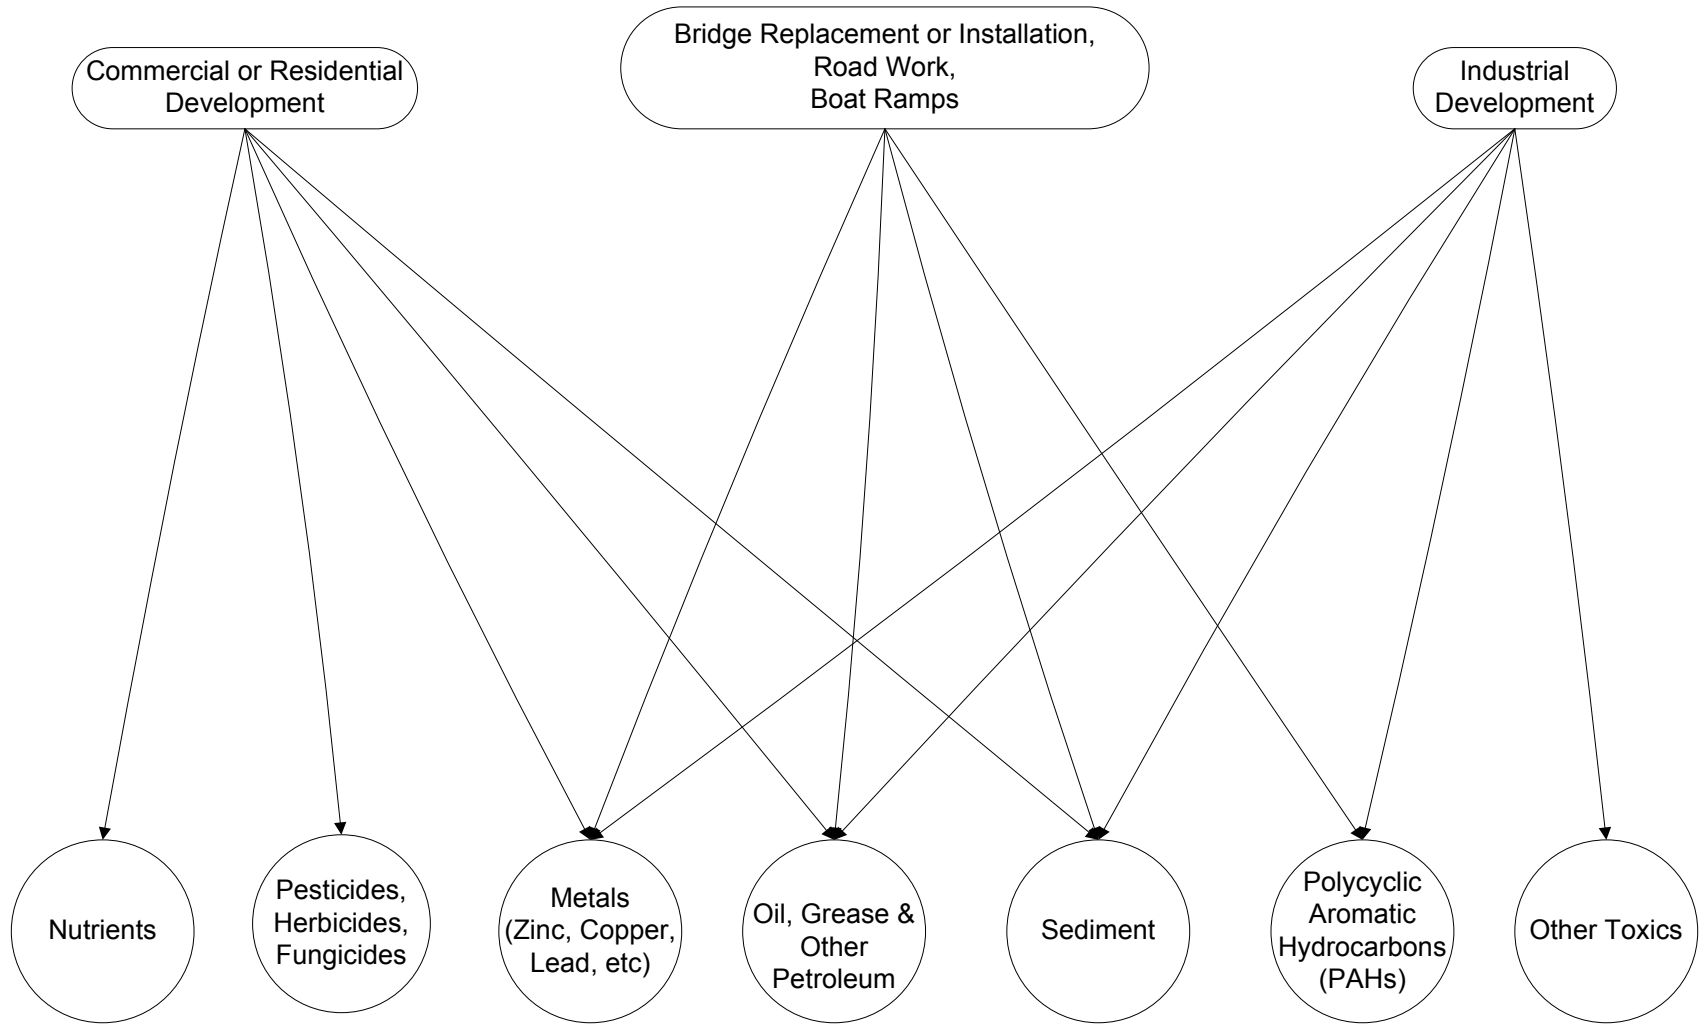 Commercial or Residential
Development
Bridge Replacement or Installation,
Road Work,
Boat Ramps
Industrial
Development
Nutrients
Pesticides,
Herbicides,
Fungicides
Metals
(Zinc, Copper,
Lead, etc)
Oil, Grease &
Other
Petroleum
Sediment
Polycyclic
Aromatic
Hydrocarbons
(PAHs)
Other Toxics